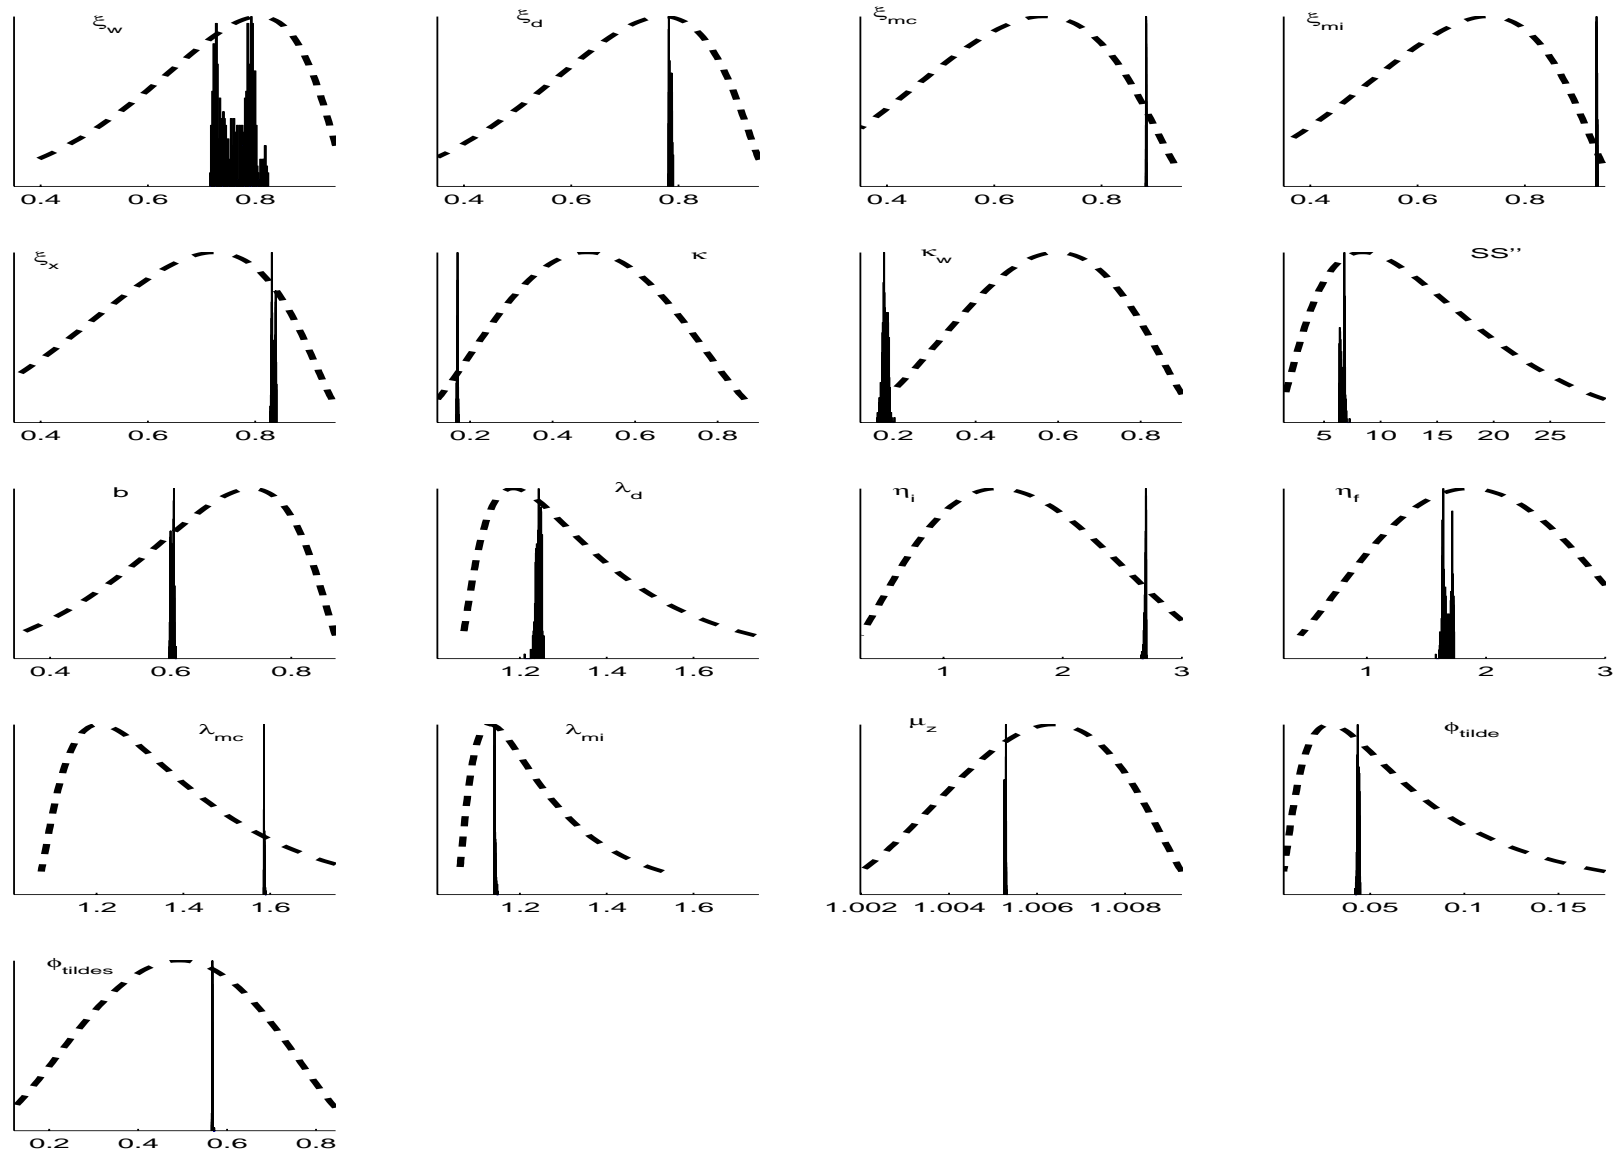 ξw ξd ξmc ξmi
0.4 0.6 0.8 0.4 0.6 0.8 0.4 0.6 0.8 0.4 0.6 0.8
ξx κ κw SS''
0.4 0.6 0.8 0.2 0.4 0.6 0.8 0.2 0.4 0.6 0.8 5 10 15 20 25
b λd ηi ηf
0.4 0.6 0.8 1.2 1.4 1.6 1 2 3 1 2 3
λmc λmi μz ϕtilde
1.2 1.4 1.6 1.2 1.4 1.6 1.002 1.004 1.006 1.008 0.05 0.1 0.15
ϕtildes
0.2 0.4 0.6 0.8